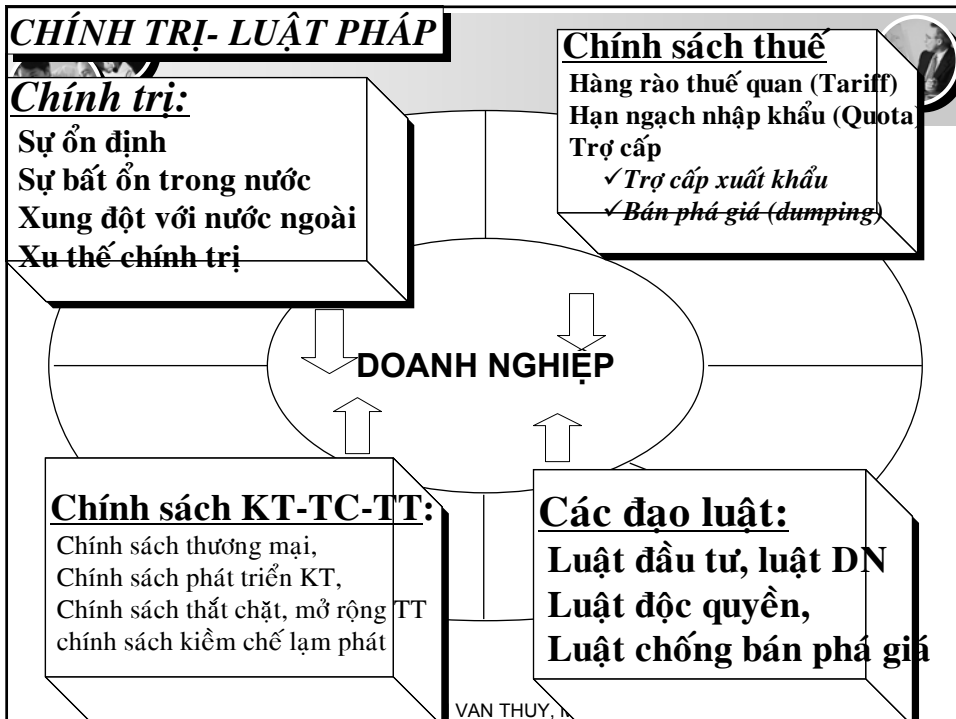 CHÍNH TRỊ- LUẬT PHÁP
Chính trị:
Sự ổn định
Sự bất ổn trong nước
Xung đột với nước ngoài
Xu thế chính trị
Chính sách thuế
Hàng rào thuế quan (Tariff)
Hạn ngạch nhập khẩu (Quota)
Trợ cấp
✓Trợ cấp xuất khẩu
✓Bán phá giá (dumping)
DOANH NGHIỆP
Chính sách KT-TC-TT:
Chính sách thương mại,
Chính sách phát triển KT,
Chính sách thắt chặt, mở rộng TT
chính sách kiềm chế lạm phát
Các đạo luật:
Luật đầu tư, luật DN
Luật độc quyền,
Luật chống bán phá giá
VAN THUY,